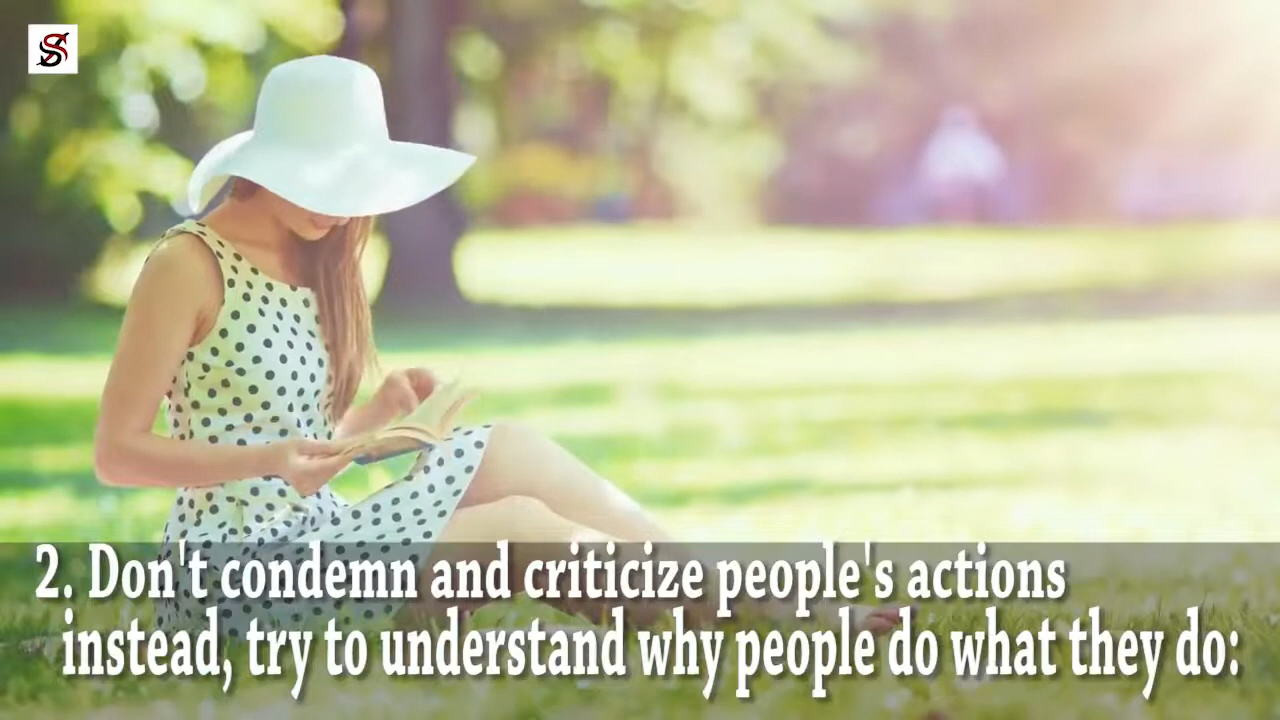 2. Don't condemn and criticize people's actions
instead, try to understand why people do what they do: